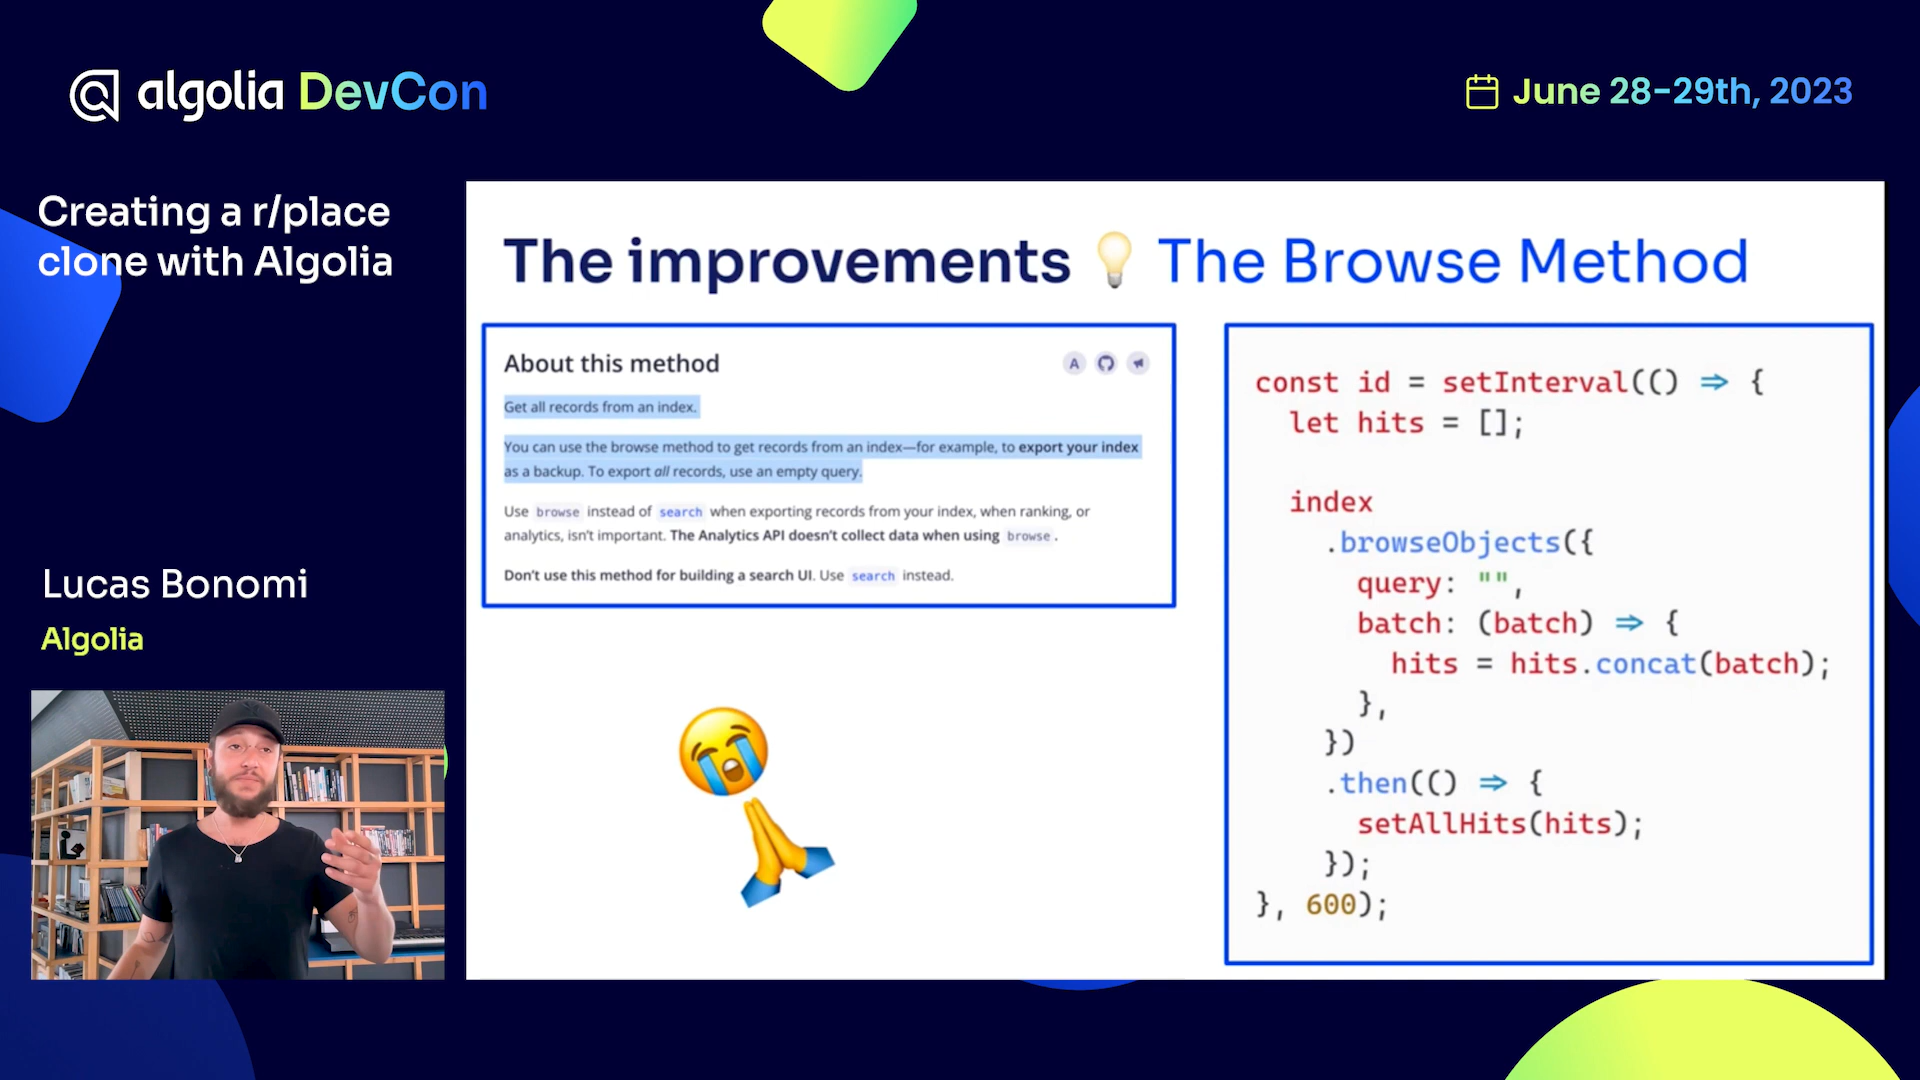 algolia DevCon
June 28-29th, 2023
Creating a r/place
clone with Algolia
Lucas Bonomi
Algolia
The improvements 💡 The Browse Method
About this method
A
Get all records from an index.
You can use the browse method to get records from an index—for example, to export your index
as a backup. To export all records, use an empty query.
Use browse instead of search when exporting records from your index, when ranking, or
analytics, isn't important. The Analytics API doesn't collect data when using browse.
Don't use this method for building a search UI. Use search instead.
const id = setInterval(() => {
let hits = [];
index
.browseObjects({
query: "",
batch: (batch) => {
hits = hits.concat(batch);
},
})
.then(() => {
setAllHits(hits);
});
}, 600);